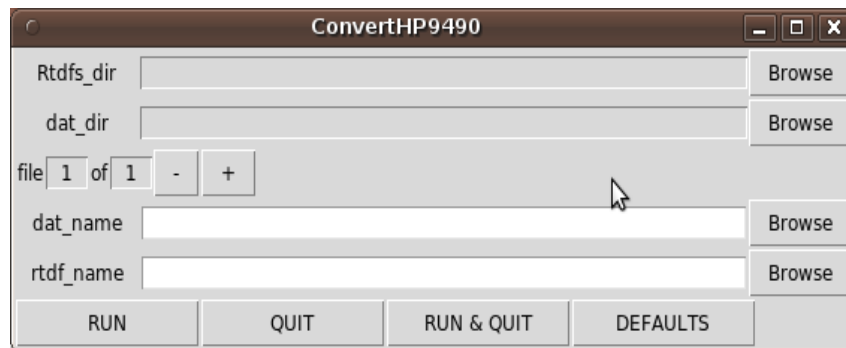 ConvertHP9490
Rtdfs_dir Browse
dat_dir Browse
file 1 of 1 - +
dat_name Browse
rtdf_name Browse
RUN QUIT RUN & QUIT DEFAULTS